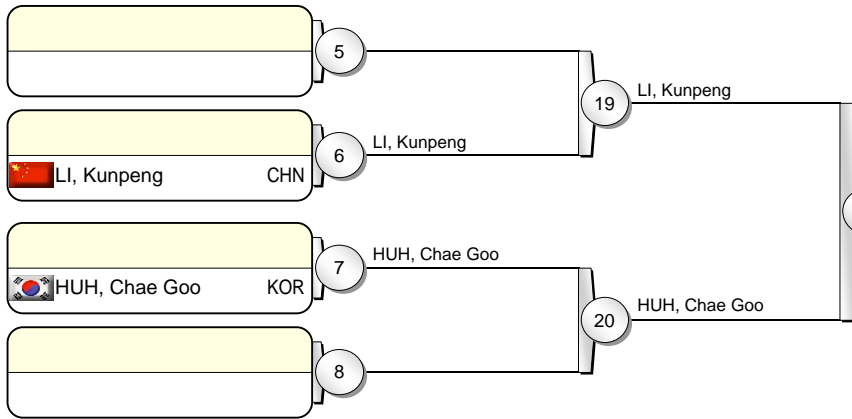 5
LI, Kunpeng
19
LI, Kunpeng
6
LI, Kunpeng CHN
HUH, Chae Goo
7
HUH, Chae Goo KOR
HUH, Chae Goo
20
8